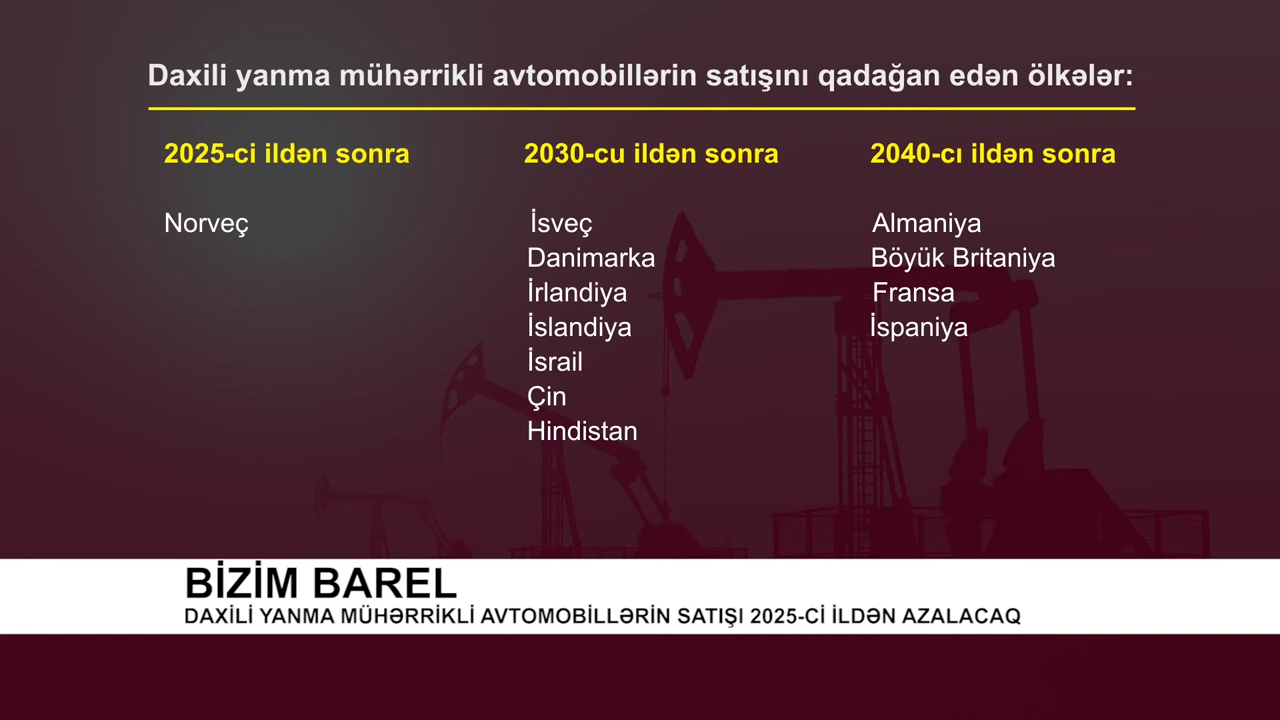 Daxili yanma mühərrikli avtomobillərin satışını qadağan edən ölkələr:
2025-ci ildən sonra
Norveç
2030-cu ildən sonra
İsveç
Danimarka
İrlandiya
İslandiya
İsrail
Çin
Hindistan
2040-cı ildən sonra
Almaniya
Böyük Britaniya
Fransa
İspaniya
BİZİM BAREL
DAXİLİ YANMA MÜHƏRRİKLİ AVTOMOBİLLƏRİN SATIŞI 2025-Cİ İLDƏN AZALACAQ